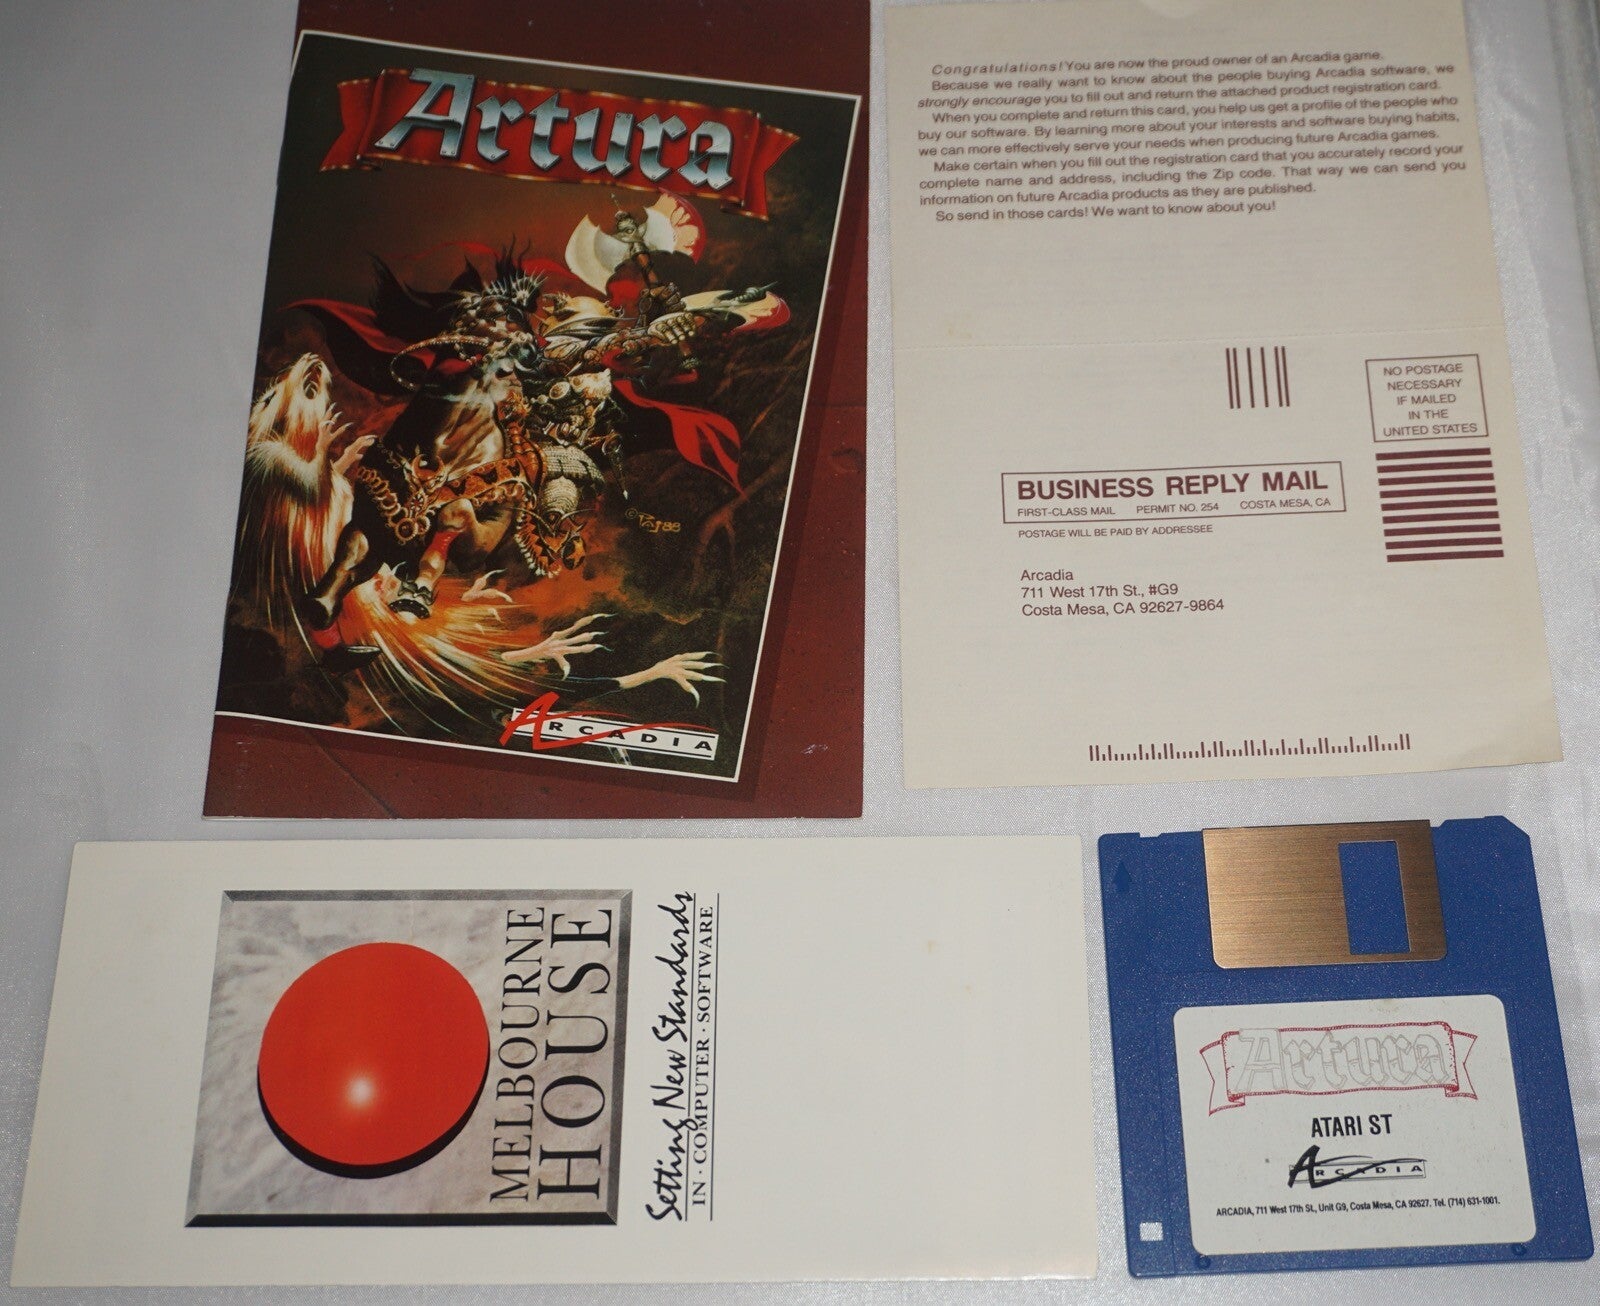 Artura
©PAJ88
ARCADIA
Congratulations! You are now the proud owner of an Arcadia game.
Because we really want to know about the people buying Arcadia software, we
strongly encourage you to fill out and return the attached product registration card.
When you complete and return this card, you help us get a profile of the people who
buy our software. By learning more about your interests and software buying habits,
we can more effectively serve your needs when producing future Arcadia games.
Make certain when you fill out the registration card that you accurately record your
complete name and address, including the Zip code. That way we can send you
information on future Arcadia products as they are published.
So send in those cards! We want to know about you!
NO POSTAGE
NECESSARY
IF MAILED
IN THE
UNITED STATES
BUSINESS REPLY MAIL
FIRST-CLASS MAIL PERMIT NO. 254 COSTA MESA, CA
POSTAGE WILL BE PAID BY ADDRESSEE
Arcadia
711 West 17th St., #G9
Costa Mesa, CA 92627-9864
MELBOURNE
HOUSE
Setting New Standards
IN · COMPUTER · SOFTWARE
Artura
ATARI ST
ARCADIA
ARCADIA, 711 West 17th St., Unit G9, Costa Mesa, CA 92627. Tel. (714) 631-1001.